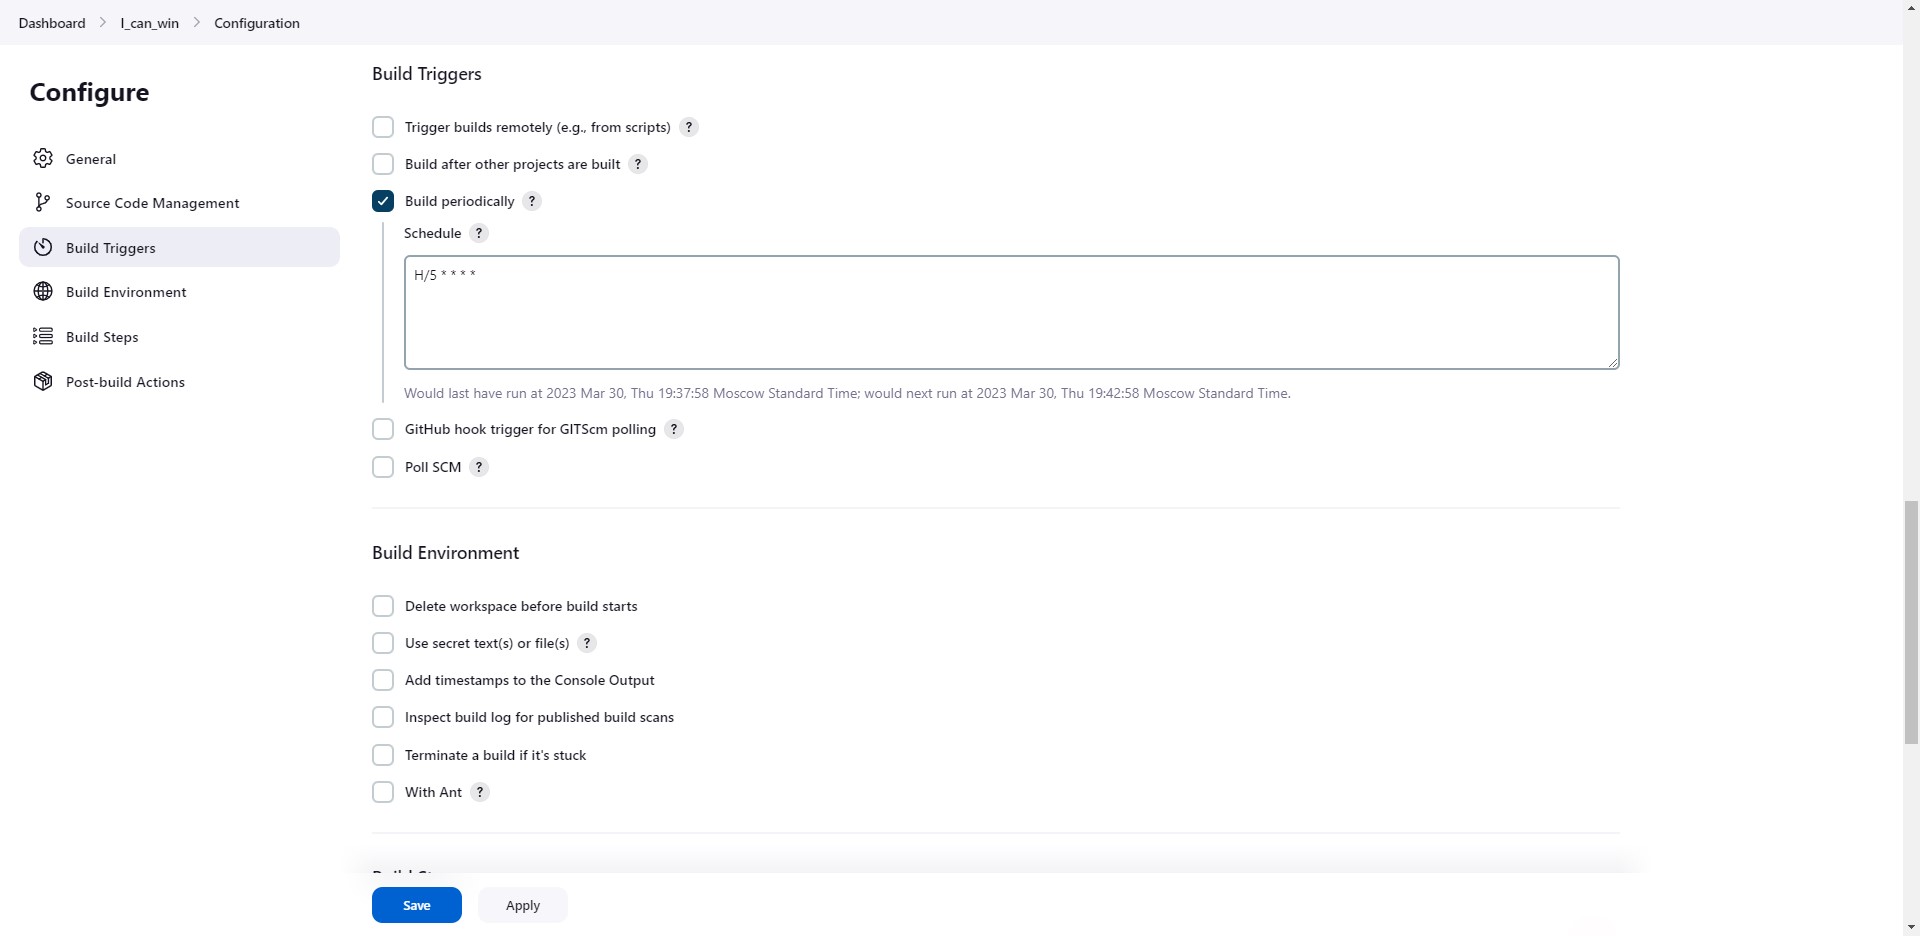 Dashboard > I_can_win > Configuration
Configure
General
Source Code Management
Build Triggers
Build Environment
Build Steps
Post-build Actions
Build Triggers
Trigger builds remotely (e.g., from scripts) ?
Build after other projects are built ?
Build periodically ?
Schedule ?
H/5 * * * *
Would last have run at 2023 Mar 30, Thu 19:37:58 Moscow Standard Time; would next run at 2023 Mar 30, Thu 19:42:58 Moscow Standard Time.
GitHub hook trigger for GITScm polling ?
Poll SCM ?
Build Environment
Delete workspace before build starts
Use secret text(s) or file(s) ?
Add timestamps to the Console Output
Inspect build log for published build scans
Terminate a build if it's stuck
With Ant ?
Save
Apply